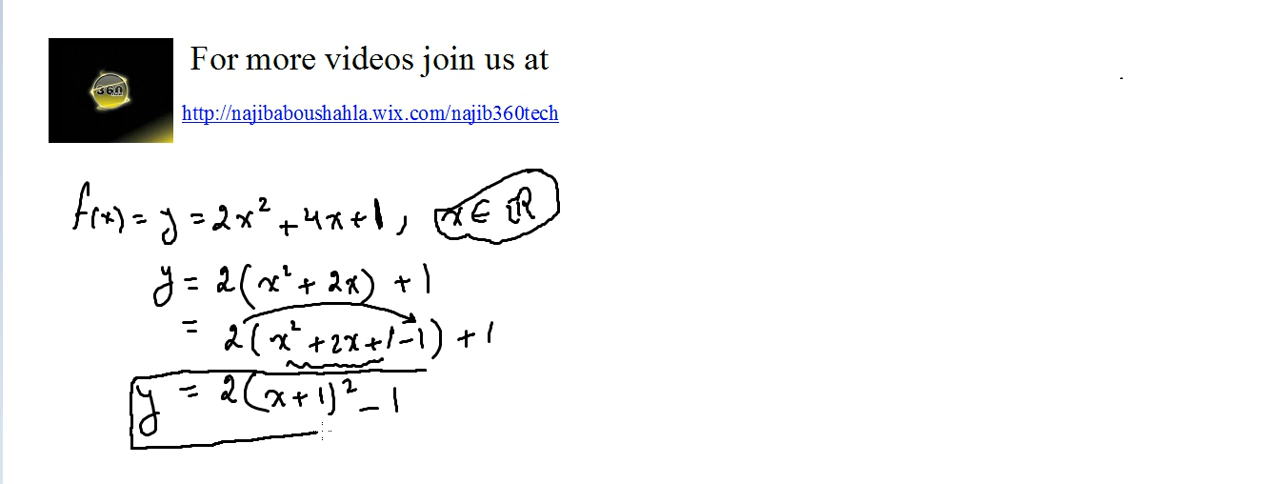 360
For more videos join us at
http://najibaboushahla.wix.com/najib360tech
f(x) = y = 2x² + 4x + 1, x ∈ ℝ
y = 2(x² + 2x) + 1
= 2(x² + 2x + 1 - 1) + 1
y = 2(x + 1)² - 1